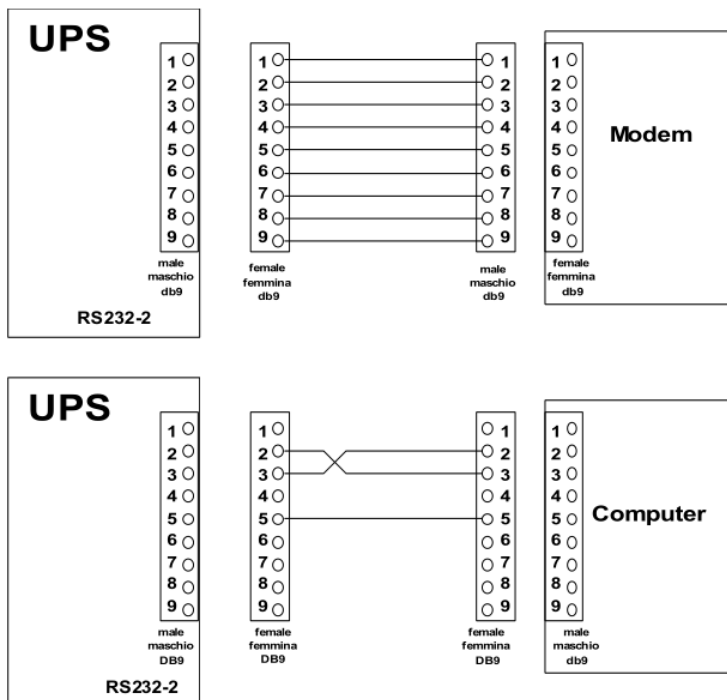 UPS
1 1 1 1
2 2 2 2
3 3 3 3
4 4 4 4
5 5 5 5
6 6 6 6
7 7 7 7
8 8 8 8
9 9 9 9
Modem
male
maschio
db9
female
femmina
db9
male
maschio
db9
female
femmina
db9
RS232-2
UPS
1 1 1 1
2 2 2 2
3 3 3 3
4 4 4 4
5 5 5 5
6 6 6 6
7 7 7 7
8 8 8 8
9 9 9 9
Computer
male
maschio
DB9
female
femmina
DB9
female
femmina
DB9
male
maschio
db9
RS232-2